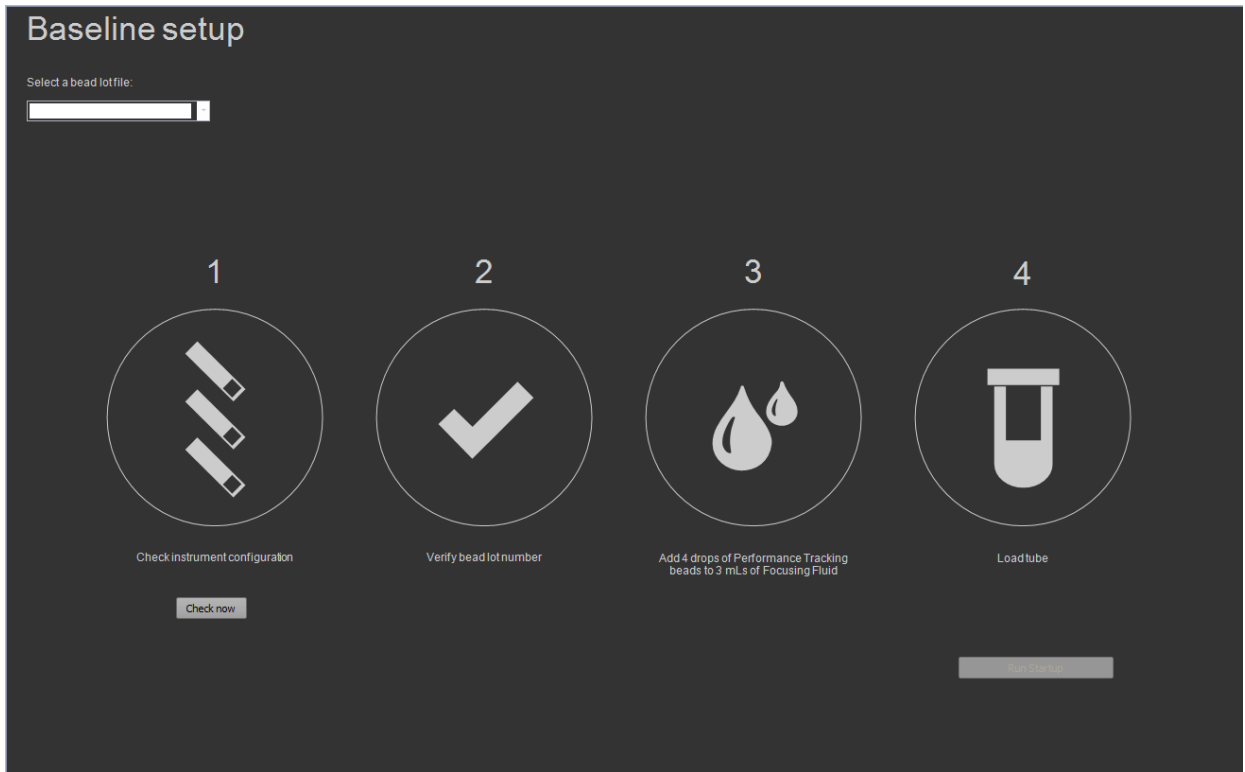 Baseline setup
Select a bead lot file:
1
2
3
4
Check instrument configuration
Verify bead lot number
Add 4 drops of Performance Tracking
beads to 3 mLs of Focusing Fluid
Load tube
Check now
Run Startup